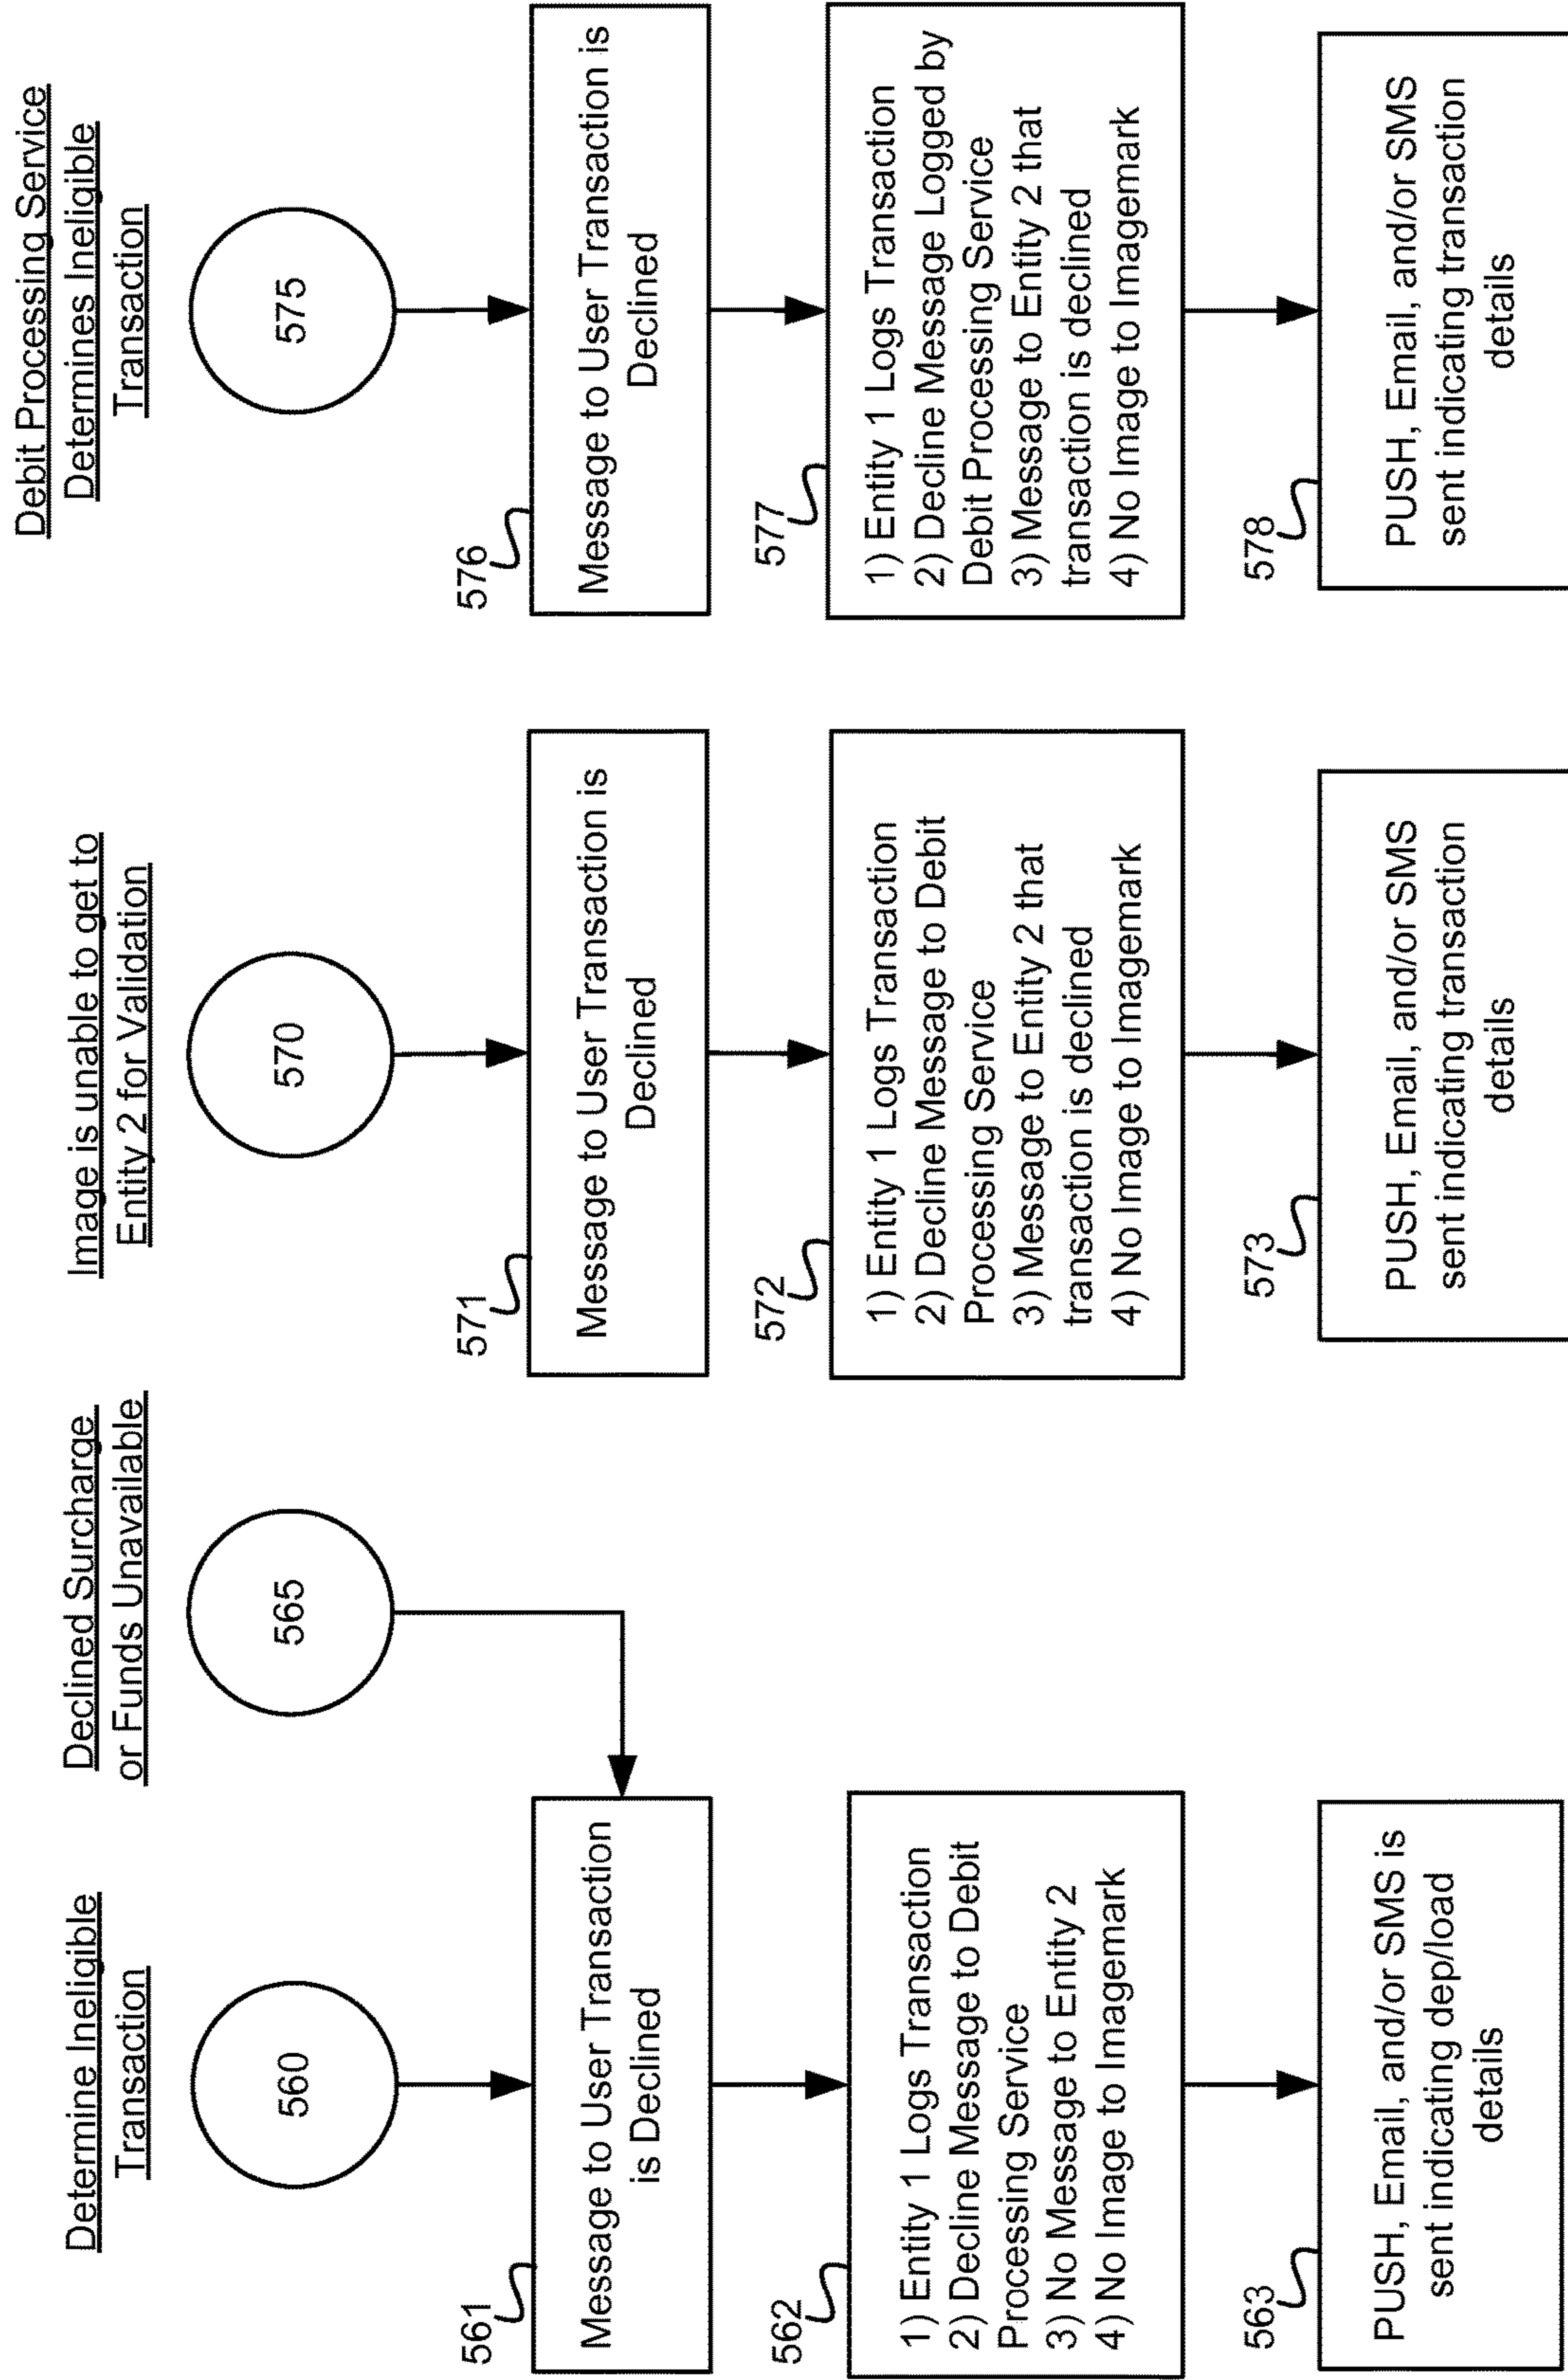 Determine Ineligible
Transaction
560
561
Message to User Transaction
is Declined
562
1) Entity 1 Logs Transaction
2) Decline Message to Debit
Processing Service
3) No Message to Entity 2
4) No Image to Imagemark
563
PUSH, Email, and/or SMS is
sent indicating dep/load
details
Declined Surcharge
or Funds Unavailable
565
Image is unable to get to
Entity 2 for Validation
570
571
Message to User Transaction is
Declined
572
1) Entity 1 Logs Transaction
2) Decline Message to Debit
Processing Service
3) Message to Entity 2 that
transaction is declined
4) No Image to Imagemark
573
PUSH, Email, and/or SMS
sent indicating transaction
details
Debit Processing Service
Determines Ineligible
Transaction
575
576
Message to User Transaction is
Declined
577
1) Entity 1 Logs Transaction
2) Decline Message Logged by
Debit Processing Service
3) Message to Entity 2 that
transaction is declined
4) No Image to Imagemark
578
PUSH, Email, and/or SMS
sent indicating transaction
details